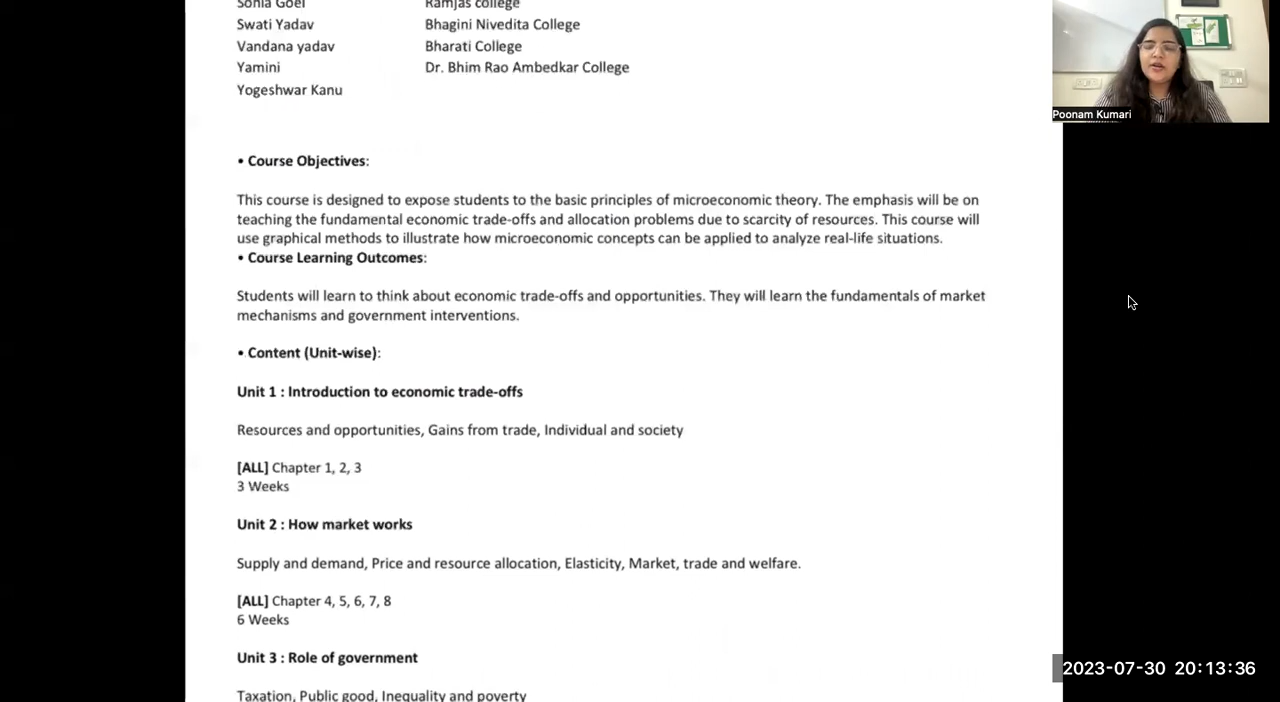 Sonia Goel Ramjas college
Swati Yadav Bhagini Nivedita College
Vandana yadav Bharati College
Yamini Dr. Bhim Rao Ambedkar College
Yogeshwar Kanu
Poonam Kumari
• Course Objectives:
This course is designed to expose students to the basic principles of microeconomic theory. The emphasis will be on
teaching the fundamental economic trade-offs and allocation problems due to scarcity of resources. This course will
use graphical methods to illustrate how microeconomic concepts can be applied to analyze real-life situations.
• Course Learning Outcomes:
Students will learn to think about economic trade-offs and opportunities. They will learn the fundamentals of market
mechanisms and government interventions.
• Content (Unit-wise):
Unit 1 : Introduction to economic trade-offs
Resources and opportunities, Gains from trade, Individual and society
[ALL] Chapter 1, 2, 3
3 Weeks
Unit 2 : How market works
Supply and demand, Price and resource allocation, Elasticity, Market, trade and welfare.
[ALL] Chapter 4, 5, 6, 7, 8
6 Weeks
Unit 3 : Role of government
Taxation, Public good, Inequality and poverty
2023-07-30 20:13:36